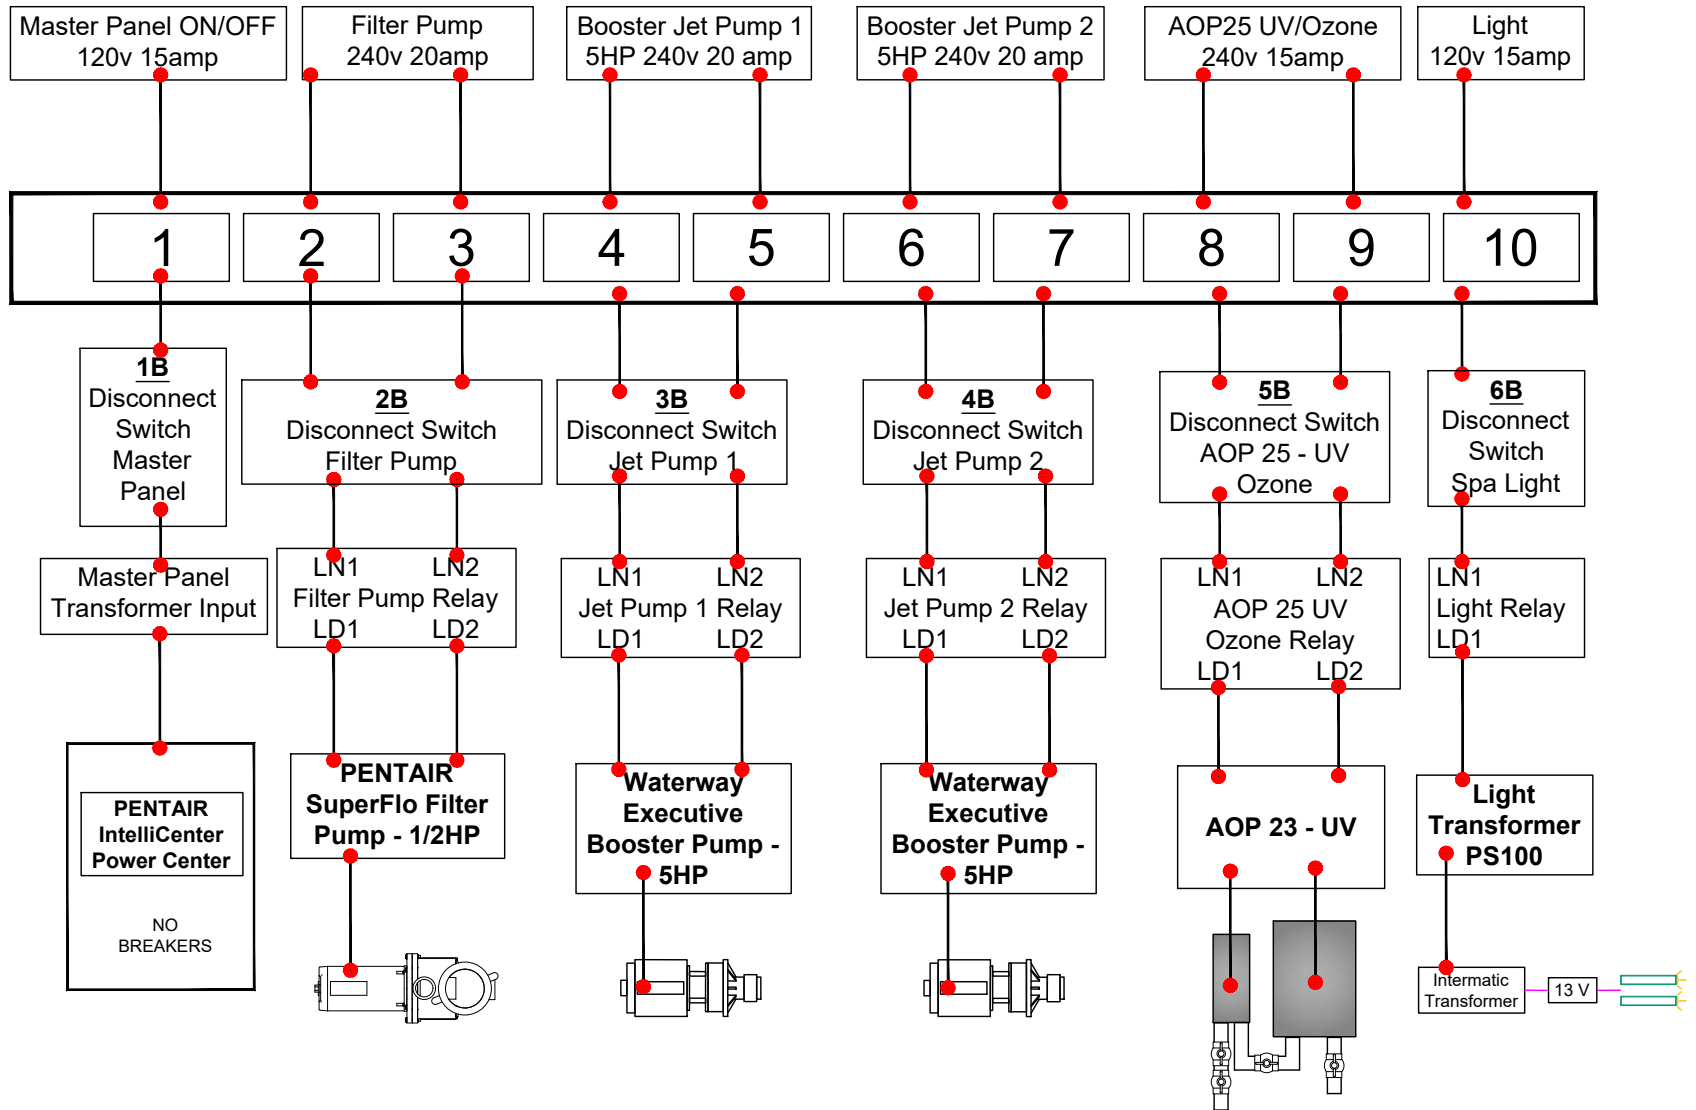 Master Panel ON/OFF
120v 15amp
Filter Pump
240v 20amp
Booster Jet Pump 1
5HP 240v 20 amp
Booster Jet Pump 2
5HP 240v 20 amp
AOP25 UV/Ozone
240v 15amp
Light
120v 15amp
1
2
3
4
5
6
7
8
9
10
1B
Disconnect
Switch
Master
Panel
2B
Disconnect Switch
Filter Pump
3B
Disconnect Switch
Jet Pump 1
4B
Disconnect Switch
Jet Pump 2
5B
Disconnect Switch
AOP 25 - UV
Ozone
6B
Disconnect
Switch
Spa Light
Master Panel
Transformer Input
LN1 LN2
Filter Pump Relay
LD1 LD2
LN1 LN2
Jet Pump 1 Relay
LD1 LD2
LN1 LN2
Jet Pump 2 Relay
LD1 LD2
LN1 LN2
AOP 25 UV
Ozone Relay
LD1 LD2
LN1
Light Relay
LD1
PENTAIR
IntelliCenter
Power Center
NO
BREAKERS
PENTAIR
SuperFlo Filter
Pump - 1/2HP
Waterway
Executive
Booster Pump -
5HP
Waterway
Executive
Booster Pump -
5HP
AOP 23 - UV
Light
Transformer
PS100
Intermatic
Transformer
13 V